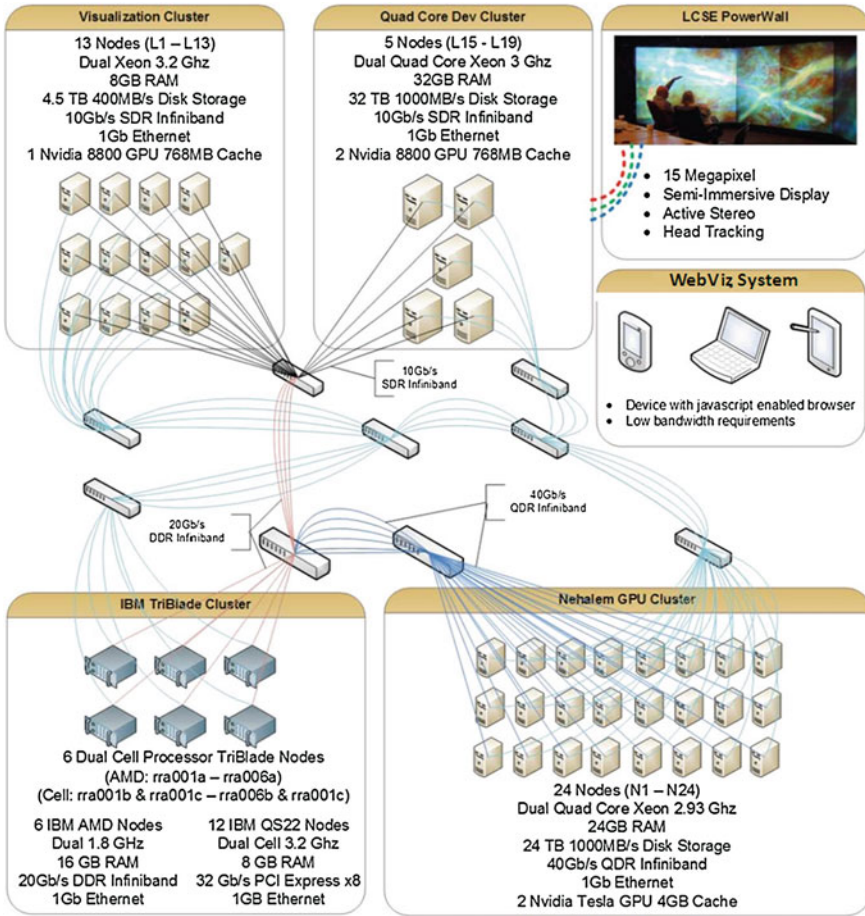 Visualization Cluster
13 Nodes (L1 – L13)
Dual Xeon 3.2 Ghz
8GB RAM
4.5 TB 400MB/s Disk Storage
10Gb/s SDR Infiniband
1Gb Ethernet
1 Nvidia 8800 GPU 768MB Cache
Quad Core Dev Cluster
5 Nodes (L15 - L19)
Dual Quad Core Xeon 3 Ghz
32GB RAM
32 TB 1000MB/s Disk Storage
10Gb/s SDR Infiniband
1Gb Ethernet
2 Nvidia 8800 GPU 768MB Cache
LCSE PowerWall
• 15 Megapixel
• Semi-Immersive Display
• Active Stereo
• Head Tracking
WebViz System
• Device with javascript enabled browser
• Low bandwidth requirements
10Gb/s
SDR Infiniband
20Gb/s
DDR Infiniband
40Gb/s
QDR Infiniband
IBM TriBlade Cluster
6 Dual Cell Processor TriBlade Nodes
(AMD: rra001a – rra006a)
(Cell: rra001b & rra001c – rra006b & rra001c)
6 IBM AMD Nodes
Dual 1.8 GHz
16 GB RAM
20Gb/s DDR Infiniband
1Gb Ethernet
12 IBM QS22 Nodes
Dual Cell 3.2 Ghz
8 GB RAM
32 Gb/s PCI Express x8
1GB Ethernet
Nehalem GPU Cluster
24 Nodes (N1 – N24)
Dual Quad Core Xeon 2.93 Ghz
24GB RAM
24 TB 1000MB/s Disk Storage
40Gb/s QDR Infiniband
1Gb Ethernet
2 Nvidia Tesla GPU 4GB Cache